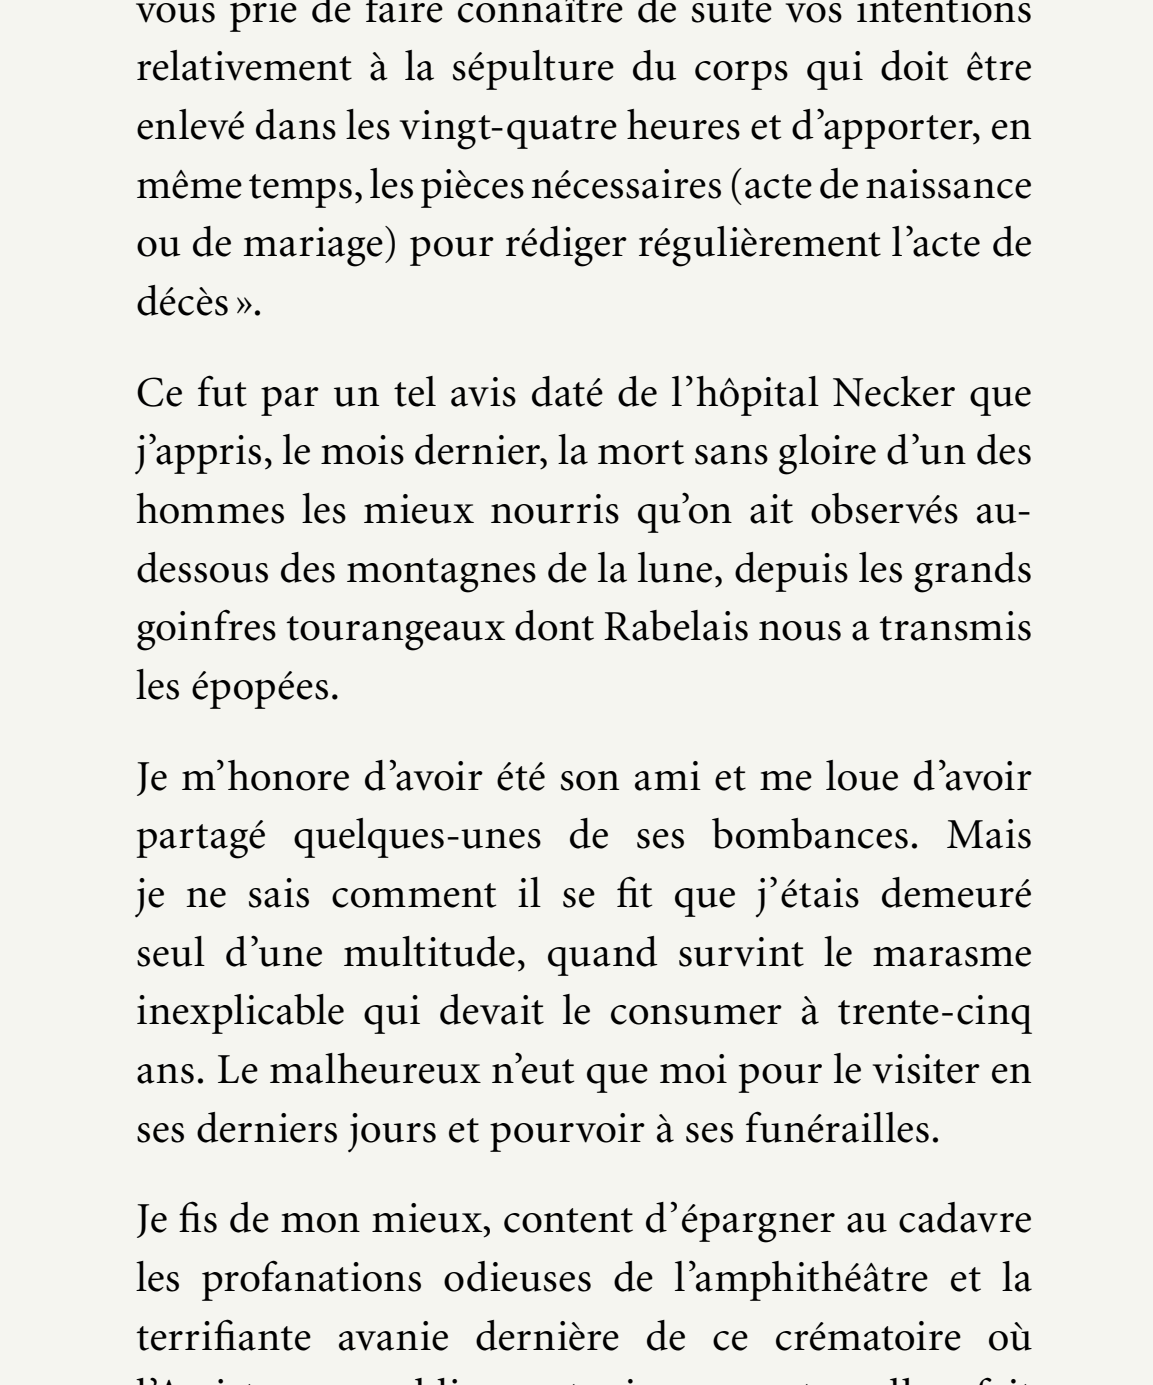 vous prie de faire connaître de suite vos intentions
relativement à la sépulture du corps qui doit être
enlevé dans les vingt-quatre heures et d’apporter, en
même temps, les pièces nécessaires (acte de naissance
ou de mariage) pour rédiger régulièrement l’acte de
décès ».
Ce fut par un tel avis daté de l’hôpital Necker que
j’appris, le mois dernier, la mort sans gloire d’un des
hommes les mieux nourris qu’on ait observés au-
dessous des montagnes de la lune, depuis les grands
goinfres tourangeaux dont Rabelais nous a transmis
les épopées.
Je m’honore d’avoir été son ami et me loue d’avoir
partagé quelques-unes de ses bombances. Mais
je ne sais comment il se fit que j’étais demeuré
seul d’une multitude, quand survint le marasme
inexplicable qui devait le consumer à trente-cinq
ans. Le malheureux n’eut que moi pour le visiter en
ses derniers jours et pourvoir à ses funérailles.
Je fis de mon mieux, content d’épargner au cadavre
les profanations odieuses de l’amphithéâtre et la
terrifiante avanie dernière de ce crématoire où